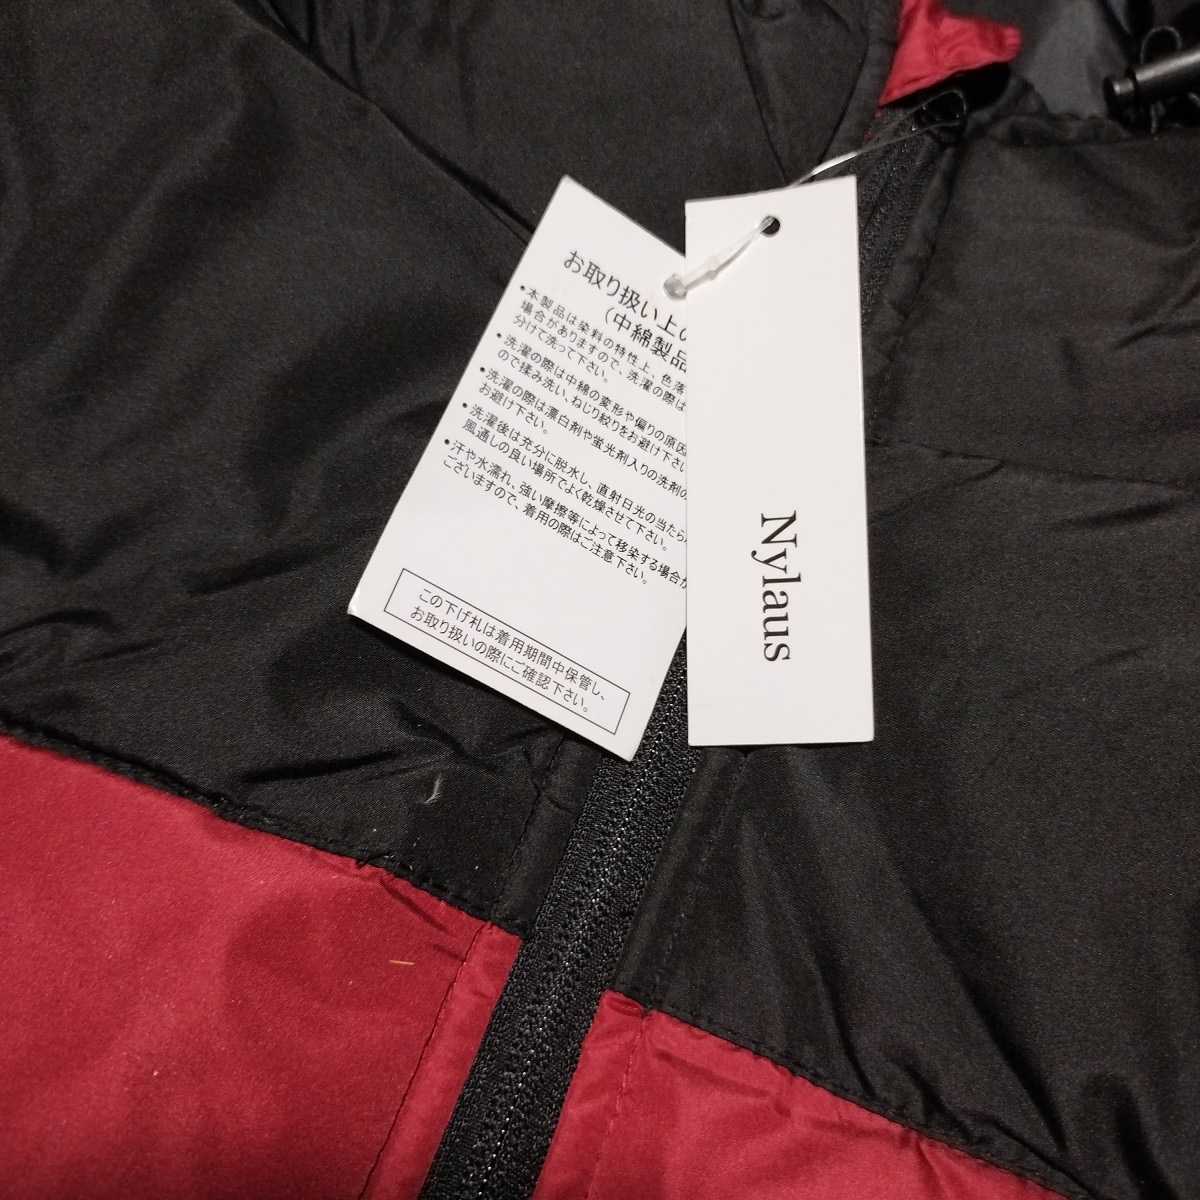 お取り扱い上の
(中綿製品
•本製品は染料の特性上、色落
場合がありますので、洗濯の際は
分けて洗って下さい。
•洗濯の際は中綿の変形や偏りの原因
ので揉み洗い、ねじり絞りをお避け下さい
•洗濯の際は漂白剤や蛍光剤入りの洗剤の
お避け下さい。
•洗濯後は充分に脱水し、直射日光の当たら
風通しの良い場所でよく乾燥させて下さい。
•汗や水濡れ、強い摩擦等によって移染する場合が
ございますので、着用の際はご注意下さい。
この下げ札は着用期間中保管し、
お取り扱いの際にご確認下さい。
Nylaus